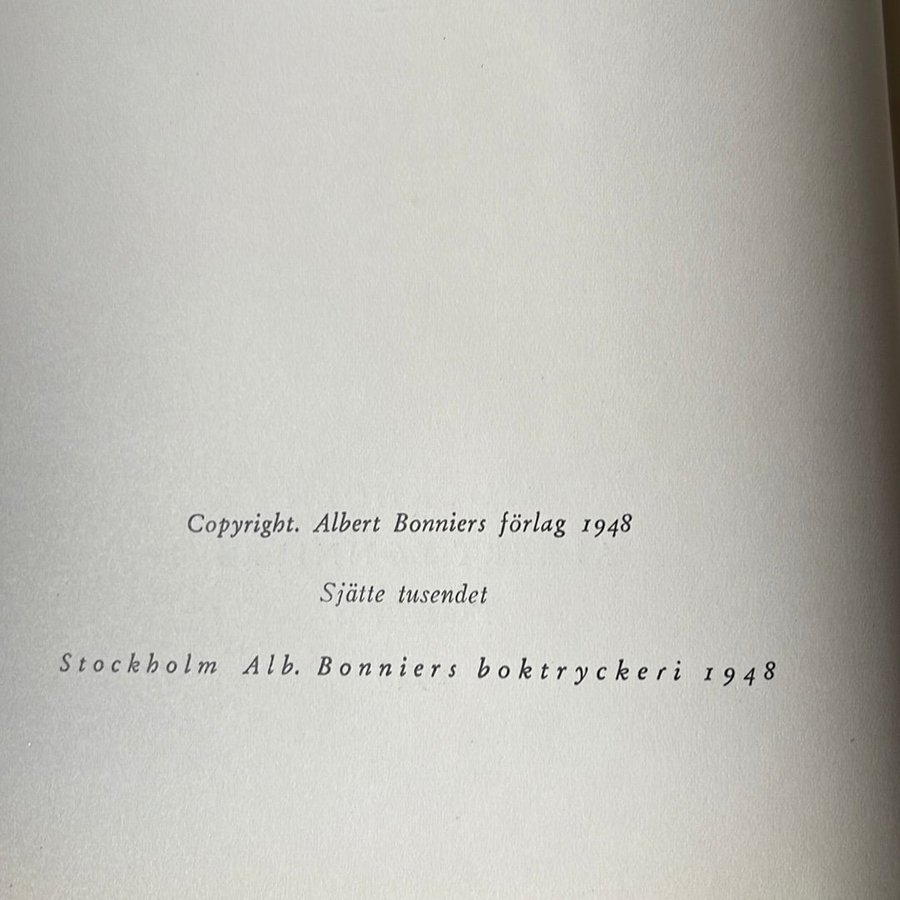 Copyright. Albert Bonniers förlag 1948
Sjätte tusendet
Stockholm Alb. Bonniers boktryckeri 1948